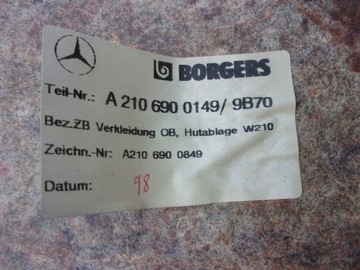 BORGERS
Teil-Nr.: A 210 690 0149/ 9B70
Bez.ZB Verkleidung OB, Hutablage W210
Zeichn.-Nr: A210 690 0849
Datum: 98